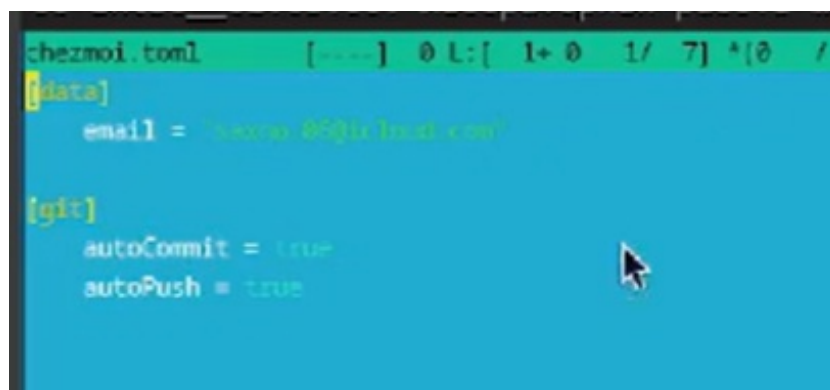 chezmoi.toml [----] 0 L:[ 1+ 0 1/ 7] *[0 /
[data]
email =
[git]
autoCommit = true
autoPush = true